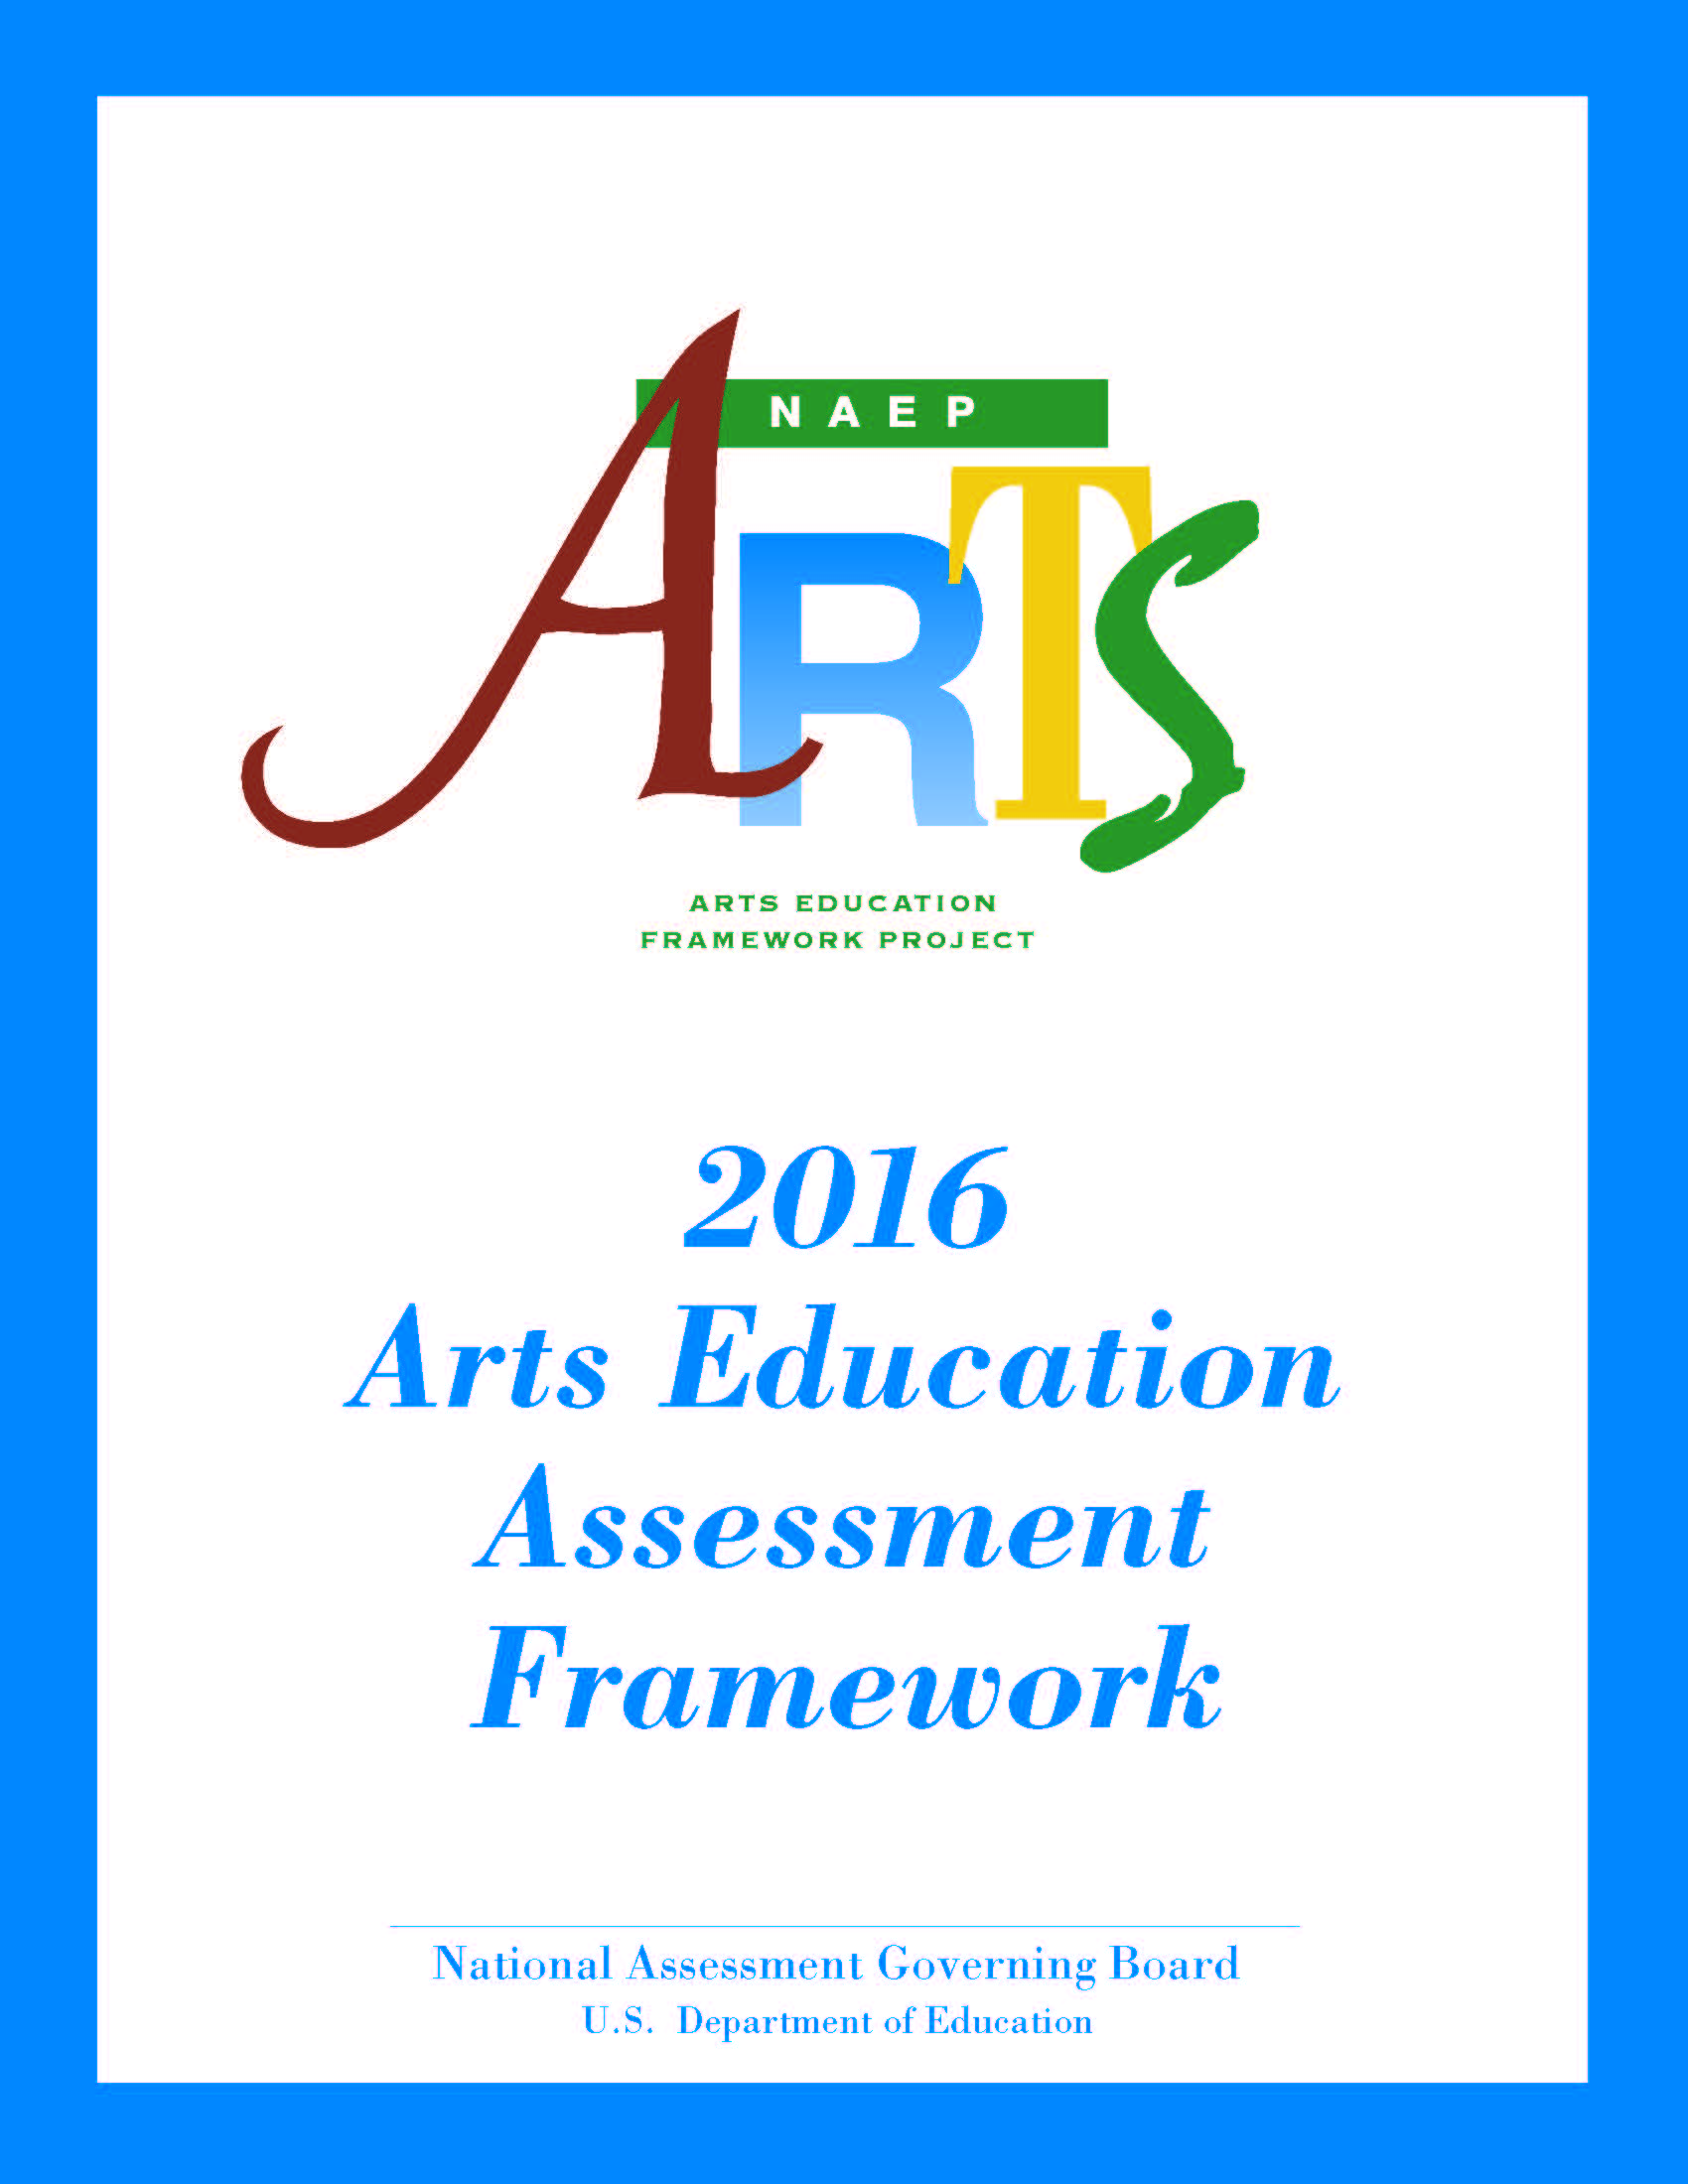 NAEP
ARTS
ARTS EDUCATION
FRAMEWORK PROJECT
2016
Arts Education
Assessment
Framework
National Assessment Governing Board
U.S. Department of Education